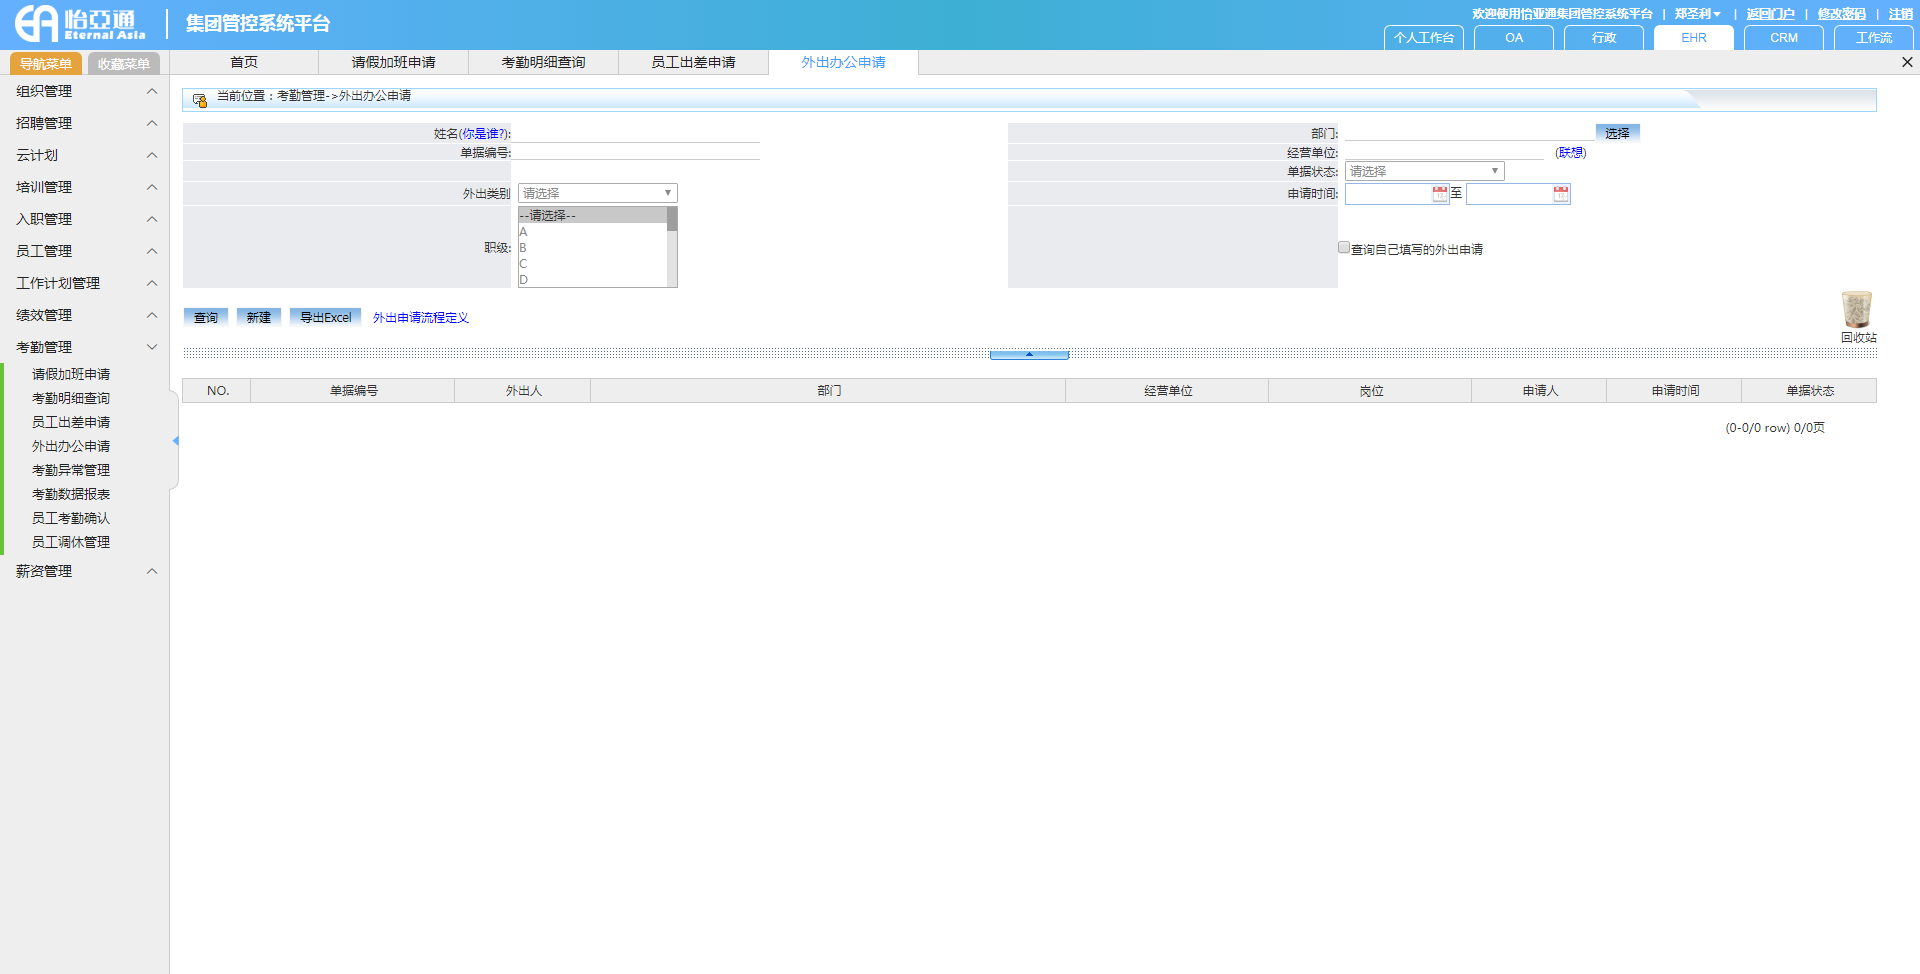 怡亞通
Eternal Asia
集团管控系统平台
欢迎使用怡亚通集团管控系统平台 | 郑圣利 | 返回门户 | 修改密码 | 注销
个人工作台 OA 行政 EHR CRM 工作流
导航菜单 收藏菜单
首页 请假加班申请 考勤明细查询 员工出差申请 外出办公申请
组织管理
招聘管理
云计划
培训管理
入职管理
员工管理
工作计划管理
绩效管理
考勤管理
请假加班申请
考勤明细查询
员工出差申请
外出办公申请
考勤异常管理
考勤数据报表
员工考勤确认
员工调休管理
薪资管理
当前位置：考勤管理->外出办公申请
姓名(你是谁?): 部门: 选择
单据编号: 经营单位: (联想)
单据状态: 请选择
外出类别 请选择 申请时间: 至
职级: --请选择--
A
B
C
D
查询自己填写的外出申请
查询 新建 导出Excel 外出申请流程定义
回收站
NO. 单据编号 外出人 部门 经营单位 岗位 申请人 申请时间 单据状态
(0-0/0 row) 0/0页